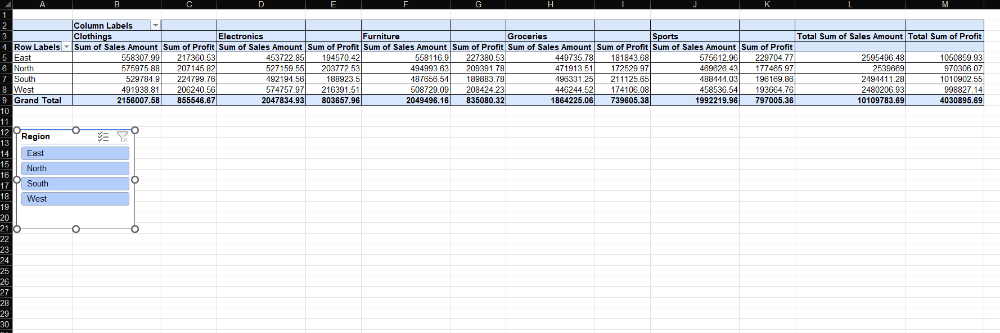 A B C D E F G H I J K L M
1
2 Column Labels
3 Clothings Electronics Furniture Groceries Sports Total Sum of Sales Amount Total Sum of Profit
4 Row Labels Sum of Sales Amount Sum of Profit Sum of Sales Amount Sum of Profit Sum of Sales Amount Sum of Profit Sum of Sales Amount Sum of Profit Sum of Sales Amount Sum of Profit
5 East 558307.99 217360.53 453722.85 194570.42 558116.9 227380.53 449735.78 181843.68 575612.96 229704.77 2595496.48 1050859.93
6 North 575975.88 207145.82 527159.55 203772.53 494993.63 209391.78 471913.51 172529.97 469626.43 177465.97 2539669 970306.07
7 South 529784.9 224799.76 492194.56 188923.5 487656.54 189883.78 496331.25 211125.65 488444.03 196169.86 2494411.28 1010902.55
8 West 491938.81 206240.56 574757.97 216391.51 508729.09 208424.23 446244.52 174106.08 458536.54 193664.76 2480206.93 998827.14
9 Grand Total 2156007.58 855546.67 2047834.93 803657.96 2049496.16 835080.32 1864225.06 739605.38 1992219.96 797005.36 10109783.69 4030895.69
10
11
12 Region
13
14 East
15 North
16
17 South
18 West
19
20
21
22
23
24
25
26
27
28
29
30